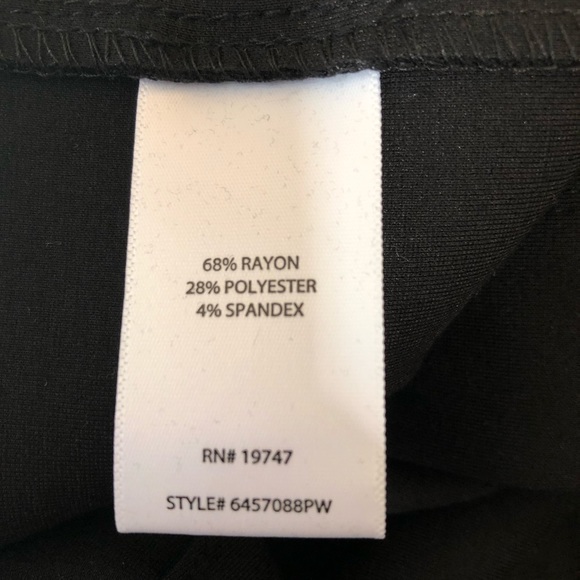 68% RAYON
28% POLYESTER
4% SPANDEX
RN# 19747
STYLE# 6457088PW